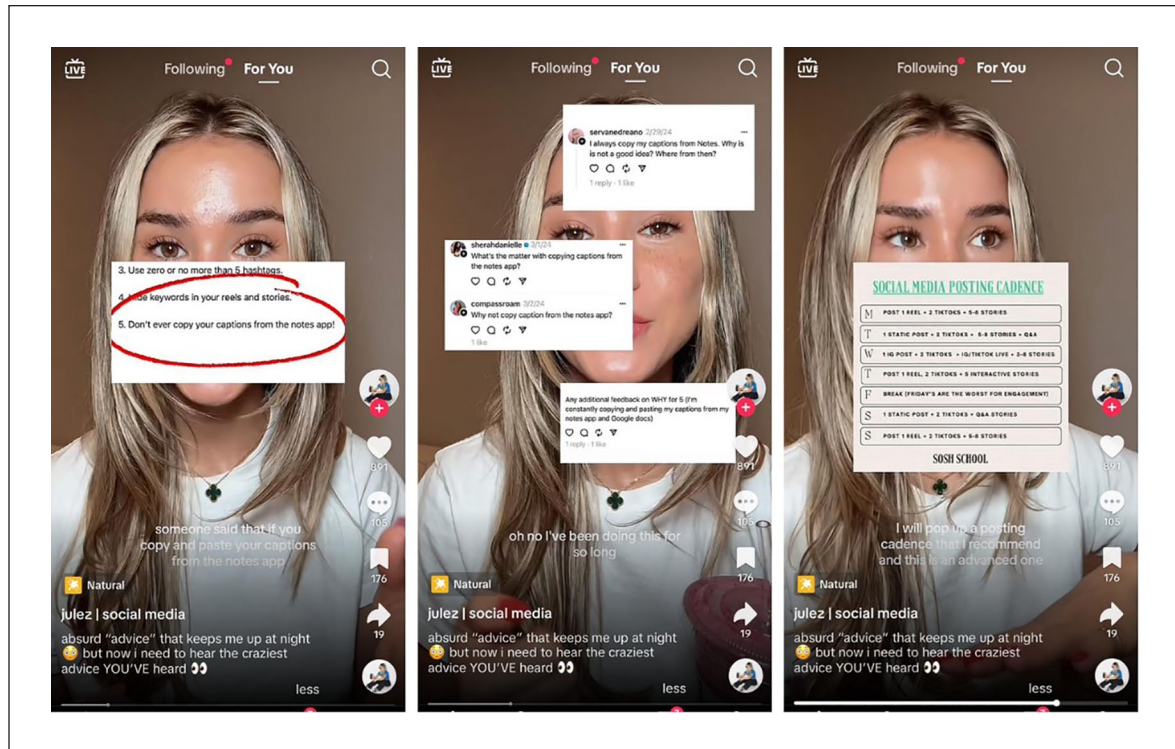 LIVE
Following For You
3. Use zero or no more than 5 hashtags.
4. Hide keywords in your reels and stories.
5. Don't ever copy your captions from the notes app!
891
105
176
19
someone said that if you
copy and paste your captions
from the notes app
Natural
julez | social media
absurd "advice" that keeps me up at night
😳 but now i need to hear the craziest
advice YOU'VE heard 👀
less
LIVE
Following For You
servanedreano 2/29/24
I always copy my captions from Notes. Why is
is not a good idea? Where from then?
1 reply · 1 like
sherahdanielle 3/1/24
What's the matter with copying captions from
the notes app?
compassroam 3/2/24
Why not copy caption from the notes app?
1 like
Any additional feedback on WHY for 5 (I'm
constantly copying and pasting my captions from my
notes app and Google docs)
1 reply · 1 like
891
105
176
19
oh no I've been doing this for
so long
Natural
julez | social media
absurd "advice" that keeps me up at night
😳 but now i need to hear the craziest
advice YOU'VE heard 👀
less
LIVE
Following For You
SOCIAL MEDIA POSTING CADENCE
M POST 1 REEL + 2 TIKTOKS + 5-8 STORIES
T 1 STATIC POST + 2 TIKTOKS + 5-8 STORIES + Q&A
W 1 IG POST + 2 TIKTOKS + IG/TIKTOK LIVE + 3-8 STORIES
T POST 1 REEL, 2 TIKTOKS + 5 INTERACTIVE STORIES
F BREAK (FRIDAY'S ARE THE WORST FOR ENGAGEMENT)
S 1 STATIC POST + 2 TIKTOKS + Q&A STORIES
S POST 1 REEL + 2 TIKTOKS + 5-8 STORIES
SOSH SCHOOL
891
105
176
19
I will pop up a posting
cadence that I recommend
and this is an advanced one
Natural
julez | social media
absurd "advice" that keeps me up at night
😳 but now i need to hear the craziest
advice YOU'VE heard 👀
less